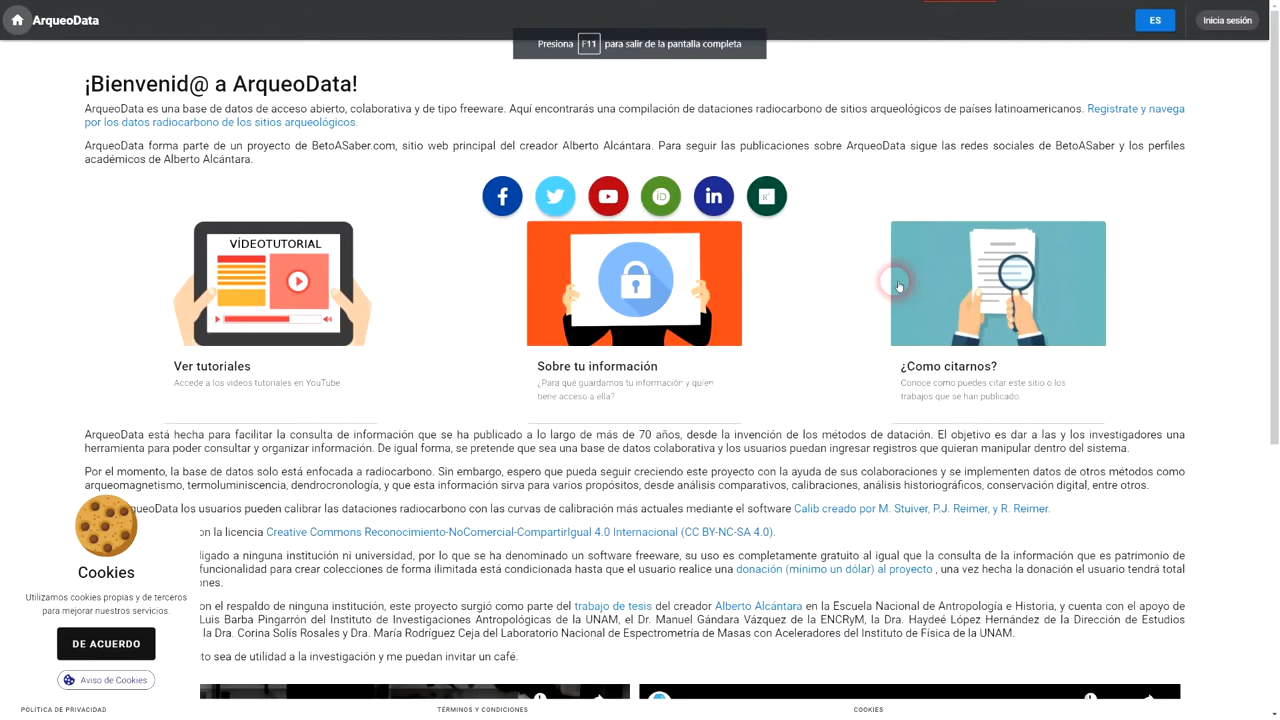 ArqueoData
ES
Inicia sesión
Presiona F11 para salir de la pantalla completa
¡Bienvenid@ a ArqueoData!
ArqueoData es una base de datos de acceso abierto, colaborativa y de tipo freeware. Aquí encontrarás una compilación de dataciones radiocarbono de sitios arqueológicos de países latinoamericanos. Registrate y navega
por los datos radiocarbono de los sitios arqueológicos.
ArqueoData forma parte de un proyecto de BetoASaber.com, sitio web principal del creador Alberto Alcántara. Para seguir las publicaciones sobre ArqueoData sigue las redes sociales de BetoASaber y los perfiles
académicos de Alberto Alcántara.
f
iD
in
R
VÍDEOTUTORIAL
Ver tutoriales
Accede a los videos tutoriales en YouTube
Sobre tu información
¿Para qué guardamos tu información y quien
tiene acceso a ella?
¿Como citarnos?
Conoce como puedes citar este sitio o los
trabajos que se han publicado
ArqueoData está hecha para facilitar la consulta de información que se ha publicado a lo largo de más de 70 años, desde la invención de los métodos de datación. El objetivo es dar a las y los investigadores una
herramienta para poder consultar y organizar información. De igual forma, se pretende que sea una base de datos colaborativa y los usuarios puedan ingresar registros que quieran manipular dentro del sistema.
Por el momento, la base de datos solo está enfocada a radiocarbono. Sin embargo, espero que pueda seguir creciendo este proyecto con la ayuda de sus colaboraciones y se implementen datos de otros métodos como
arqueomagnetismo, termoluminiscencia, dendrocronología, y que esta información sirva para varios propósitos, desde análisis comparativos, calibraciones, análisis historiográficos, conservación digital, entre otros.
queoData los usuarios pueden calibrar las dataciones radiocarbono con las curvas de calibración más actuales mediante el software Calib creado por M. Stuiver, P.J. Reimer, y R. Reimer.
on la licencia Creative Commons Reconocimiento-NoComercial-CompartirIgual 4.0 Internacional (CC BY-NC-SA 4.0).
ligado a ninguna institución ni universidad, por lo que se ha denominado un software freeware, su uso es completamente gratuito al igual que la consulta de la información que es patrimonio de
funcionalidad para crear colecciones de forma ilimitada está condicionada hasta que el usuario realice una donación (mínimo un dólar) al proyecto , una vez hecha la donación el usuario tendrá total
ones.
on el respaldo de ninguna institución, este proyecto surgió como parte del trabajo de tesis del creador Alberto Alcántara en la Escuela Nacional de Antropología e Historia, y cuenta con el apoyo de
Luis Barba Pingarrón del Instituto de Investigaciones Antropológicas de la UNAM, el Dr. Manuel Gándara Vázquez de la ENCRyM, la Dra. Haydeé López Hernández de la Dirección de Estudios
la Dra. Corina Solís Rosales y Dra. María Rodríguez Ceja del Laboratorio Nacional de Espectrometría de Masas con Aceleradores del Instituto de Física de la UNAM.
to sea de utilidad a la investigación y me puedan invitar un café.
Cookies
Utilizamos cookies propias y de terceros
para mejorar nuestros servicios.
DE ACUERDO
Aviso de Cookies
POLÍTICA DE PRIVACIDAD
TÉRMINOS Y CONDICIONES
COOKIES